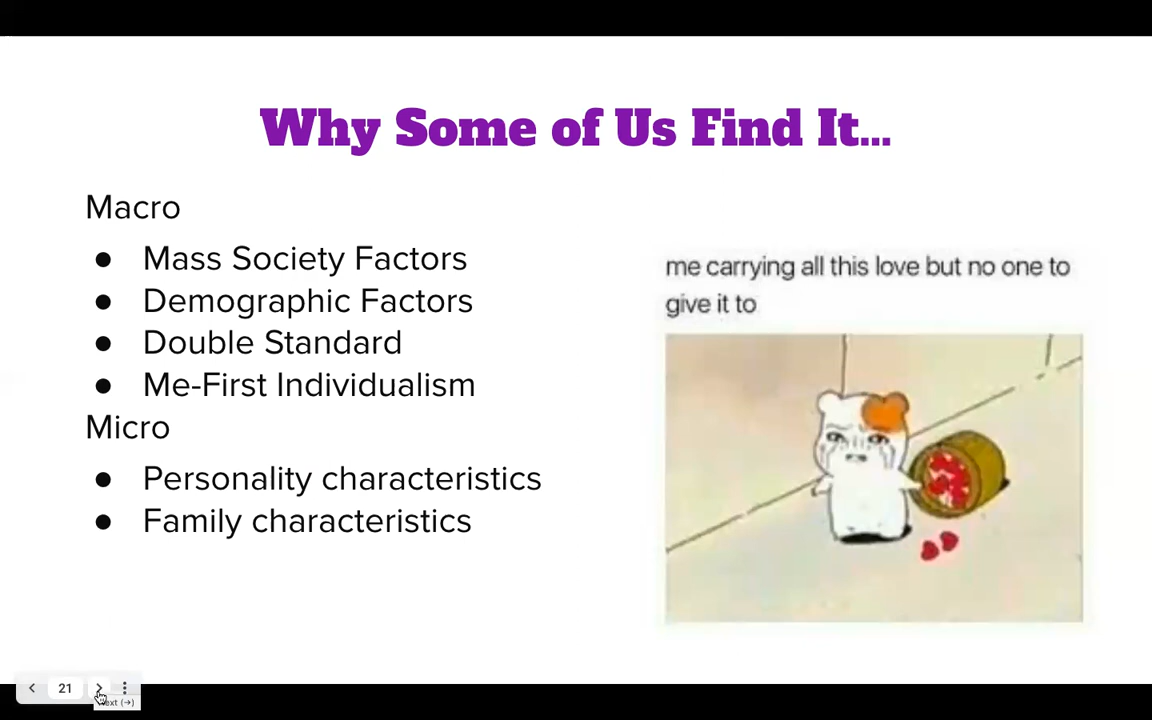 Why Some of Us Find It...
Macro
● Mass Society Factors
● Demographic Factors
● Double Standard
● Me-First Individualism
Micro
● Personality characteristics
● Family characteristics
me carrying all this love but no one to
give it to
21